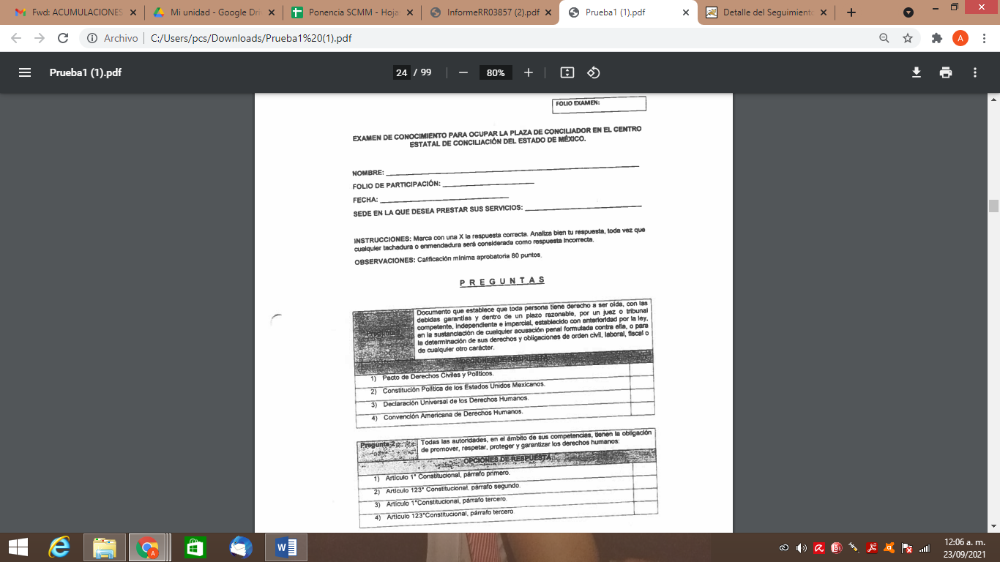 Fwd: ACUMULACIONES
Mi unidad - Google Dri
Ponencia SCMM - Hoja
InformeRR03857 (2).pdf
Prueba1 (1).pdf
Detalle del Seguimiento
Archivo
C:/Users/pcs/Downloads/Prueba1%20(1).pdf
A
Prueba1 (1).pdf
24 / 99
80%
FOLIO EXAMEN:
EXAMEN DE CONOCIMIENTO PARA OCUPAR LA PLAZA DE CONCILIADOR EN EL CENTRO
ESTATAL DE CONCILIACIÓN DEL ESTADO DE MÉXICO.
NOMBRE:
FOLIO DE PARTICIPACIÓN:
FECHA:
SEDE EN LA QUE DESEA PRESTAR SUS SERVICIOS:
INSTRUCCIONES: Marca con una X la respuesta correcta. Analiza bien tu respuesta, toda vez que
cualquier tachadura o enmendadura será considerada como respuesta incorrecta.
OBSERVACIONES: Calificación mínima aprobatoria 80 puntos.
P R E G U N T A S
Pregunta 1
Documento que establece que toda persona tiene derecho a ser oída, con las
debidas garantías y dentro de un plazo razonable, por un juez o tribunal
competente, independiente e imparcial, establecido con anterioridad por la ley,
en la sustanciación de cualquier acusación penal formulada contra ella, o para
la determinación de sus derechos y obligaciones de orden civil, laboral, fiscal o
de cualquier otro carácter.
OPCIONES DE RESPUESTA
1) Pacto de Derechos Civiles y Políticos.
2) Constitución Política de los Estados Unidos Mexicanos.
3) Declaración Universal de los Derechos Humanos.
4) Convención Americana de Derechos Humanos.
Pregunta 2
Todas las autoridades, en el ámbito de sus competencias, tienen la obligación
de promover, respetar, proteger y garantizar los derechos humanos:
OPCIONES DE RESPUESTA
1) Artículo 1° Constitucional, párrafo primero.
2) Artículo 123° Constitucional, párrafo segundo.
3) Artículo 1°Constitucional, párrafo tercero.
4) Artículo 123°Constitucional, párrafo tercero
12:06 a. m.
23/09/2021